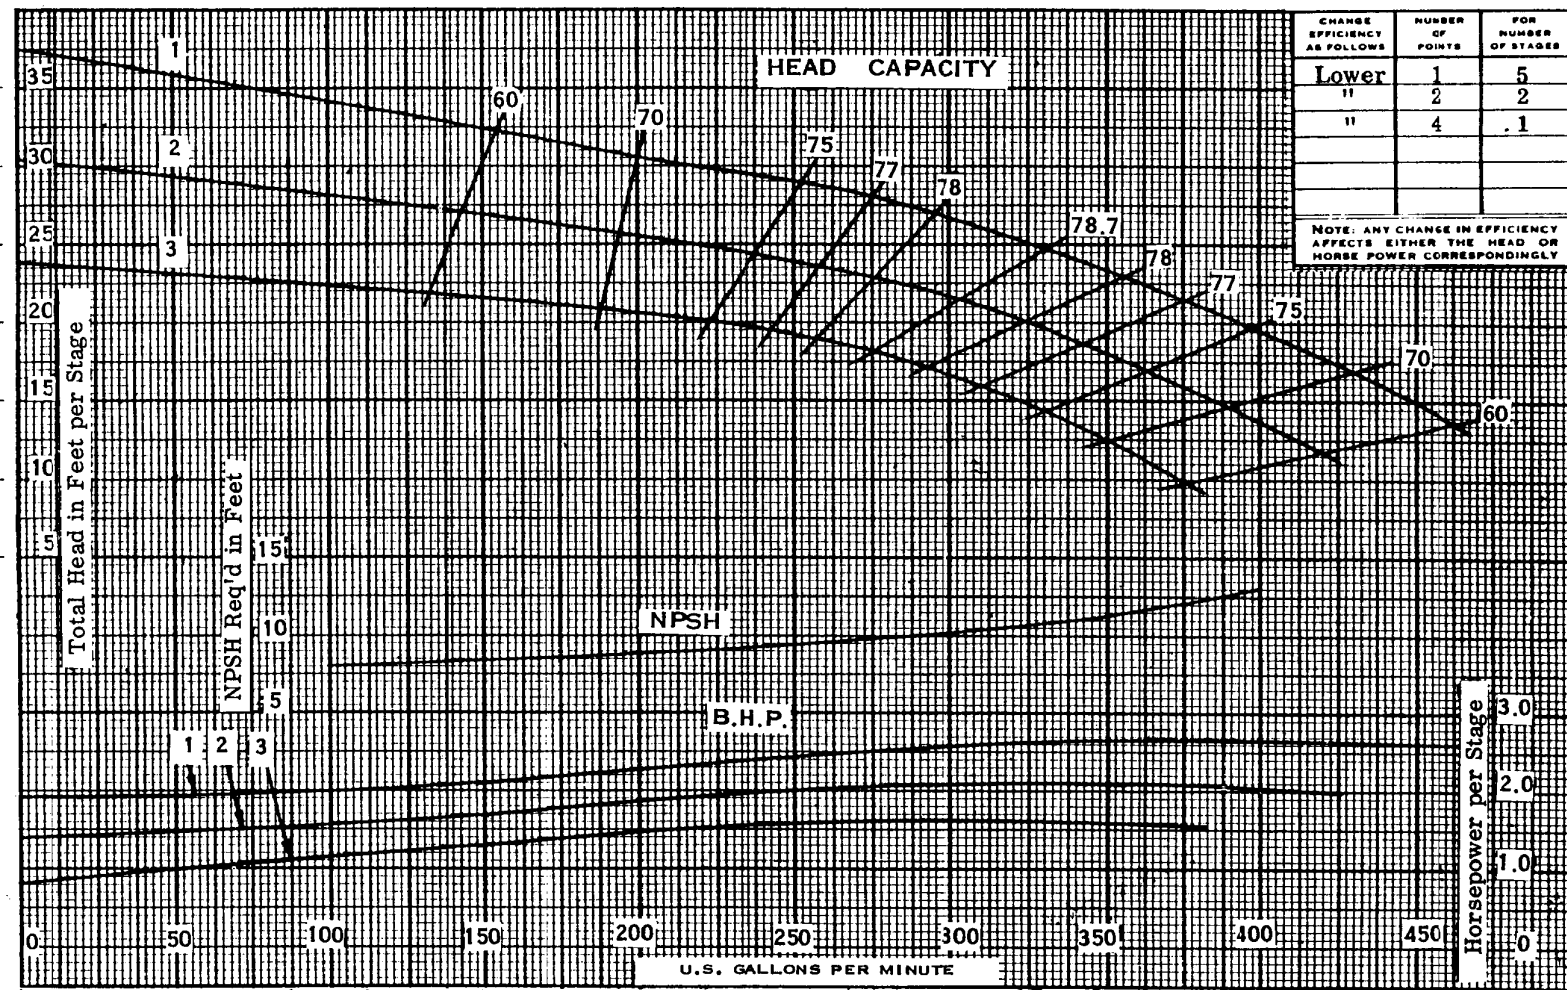 HEAD CAPACITY
CHANGE EFFICIENCY AS FOLLOWS
NUMBER OF POINTS
FOR NUMBER OF STAGES
Lower 1 5
" 2 2
" 4 .1
NOTE: ANY CHANGE IN EFFICIENCY
AFFECTS EITHER THE HEAD OR
HORSE POWER CORRESPONDINGLY
1
2
3
60
70
75
77
78
78.7
78
77
75
70
60
35
30
25
20
15
10
5
Total Head in Feet per Stage
NPSH Req'd in Feet
15
10
5
NPSH
B.H.P.
1 2 3
Horsepower per Stage
3.0
2.0
1.0
0
0 50 100 150 200 250 300 350 400 450
U.S. GALLONS PER MINUTE